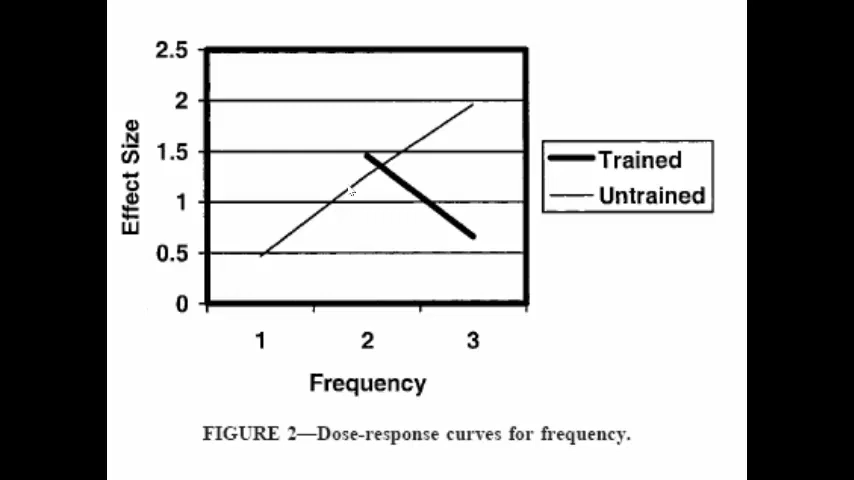 2.5
2
1.5
1
0.5
0
Effect Size
1 2 3
Frequency
Trained
Untrained
FIGURE 2—Dose-response curves for frequency.